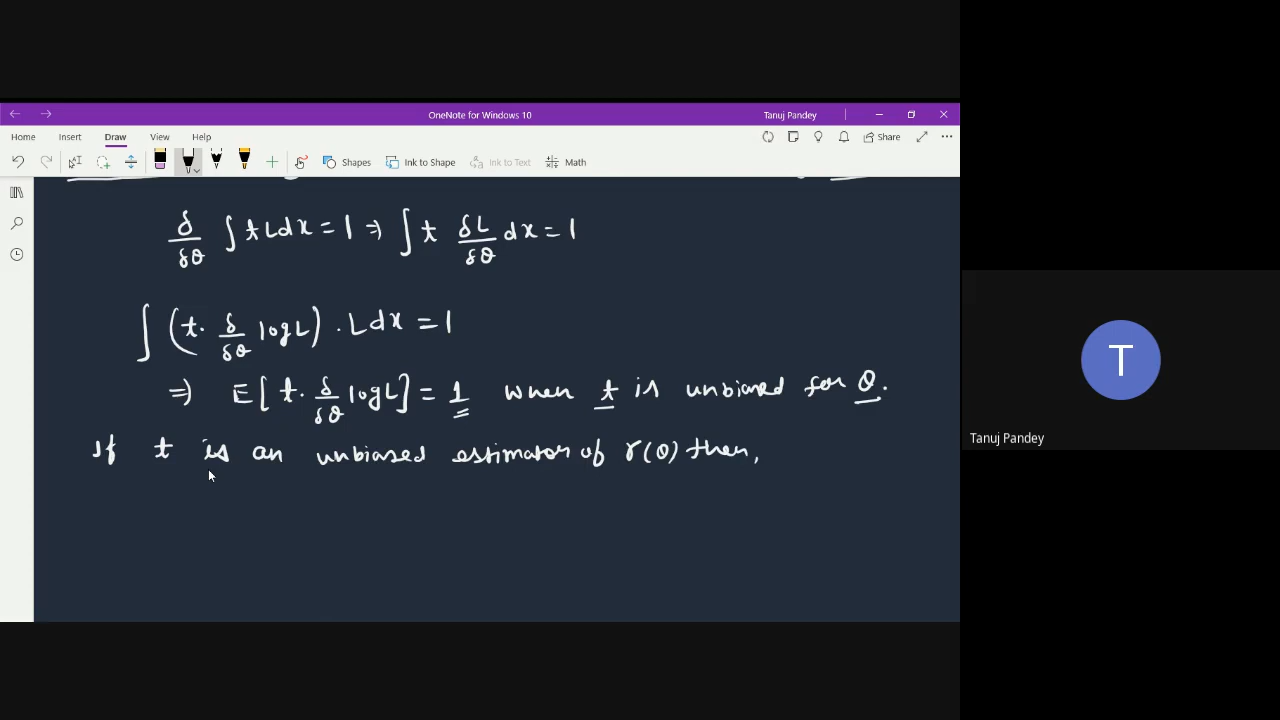 OneNote for Windows 10
Tanuj Pandey
Home Insert Draw View Help
Share
Shapes Ink to Shape Ink to Text Math
δ/δθ ∫ t L dx = 1 ⇒ ∫ t δL/δθ dx = 1
∫ (t · δ/δθ log L) · L dx = 1
⇒ E[ t · δ/δθ log L] = 1 when t is unbiased for θ.
If t is an unbiased estimator of γ(θ) then,
T
Tanuj Pandey